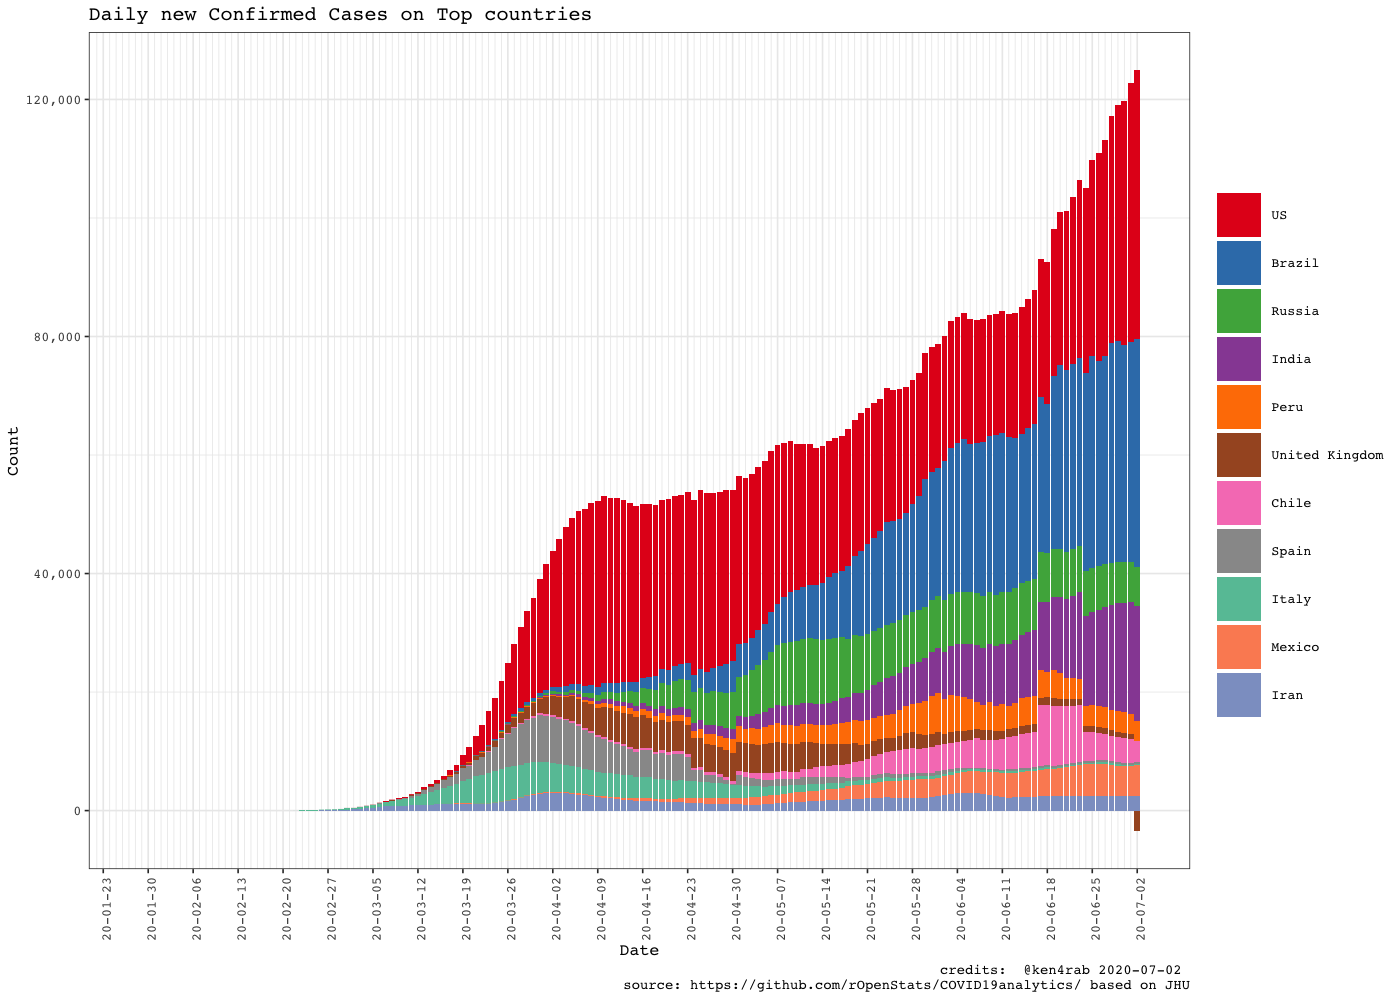 Daily new Confirmed Cases on Top countries
120,000
80,000
40,000
0
Count
20-01-23
20-01-30
20-02-06
20-02-13
20-02-20
20-02-27
20-03-05
20-03-12
20-03-19
20-03-26
20-04-02
20-04-09
20-04-16
20-04-23
20-04-30
20-05-07
20-05-14
20-05-21
20-05-28
20-06-04
20-06-11
20-06-18
20-06-25
20-07-02
Date
US
Brazil
Russia
India
Peru
United Kingdom
Chile
Spain
Italy
Mexico
Iran
credits: @ken4rab 2020-07-02
source: https://github.com/rOpenStats/COVID19analytics/ based on JHU